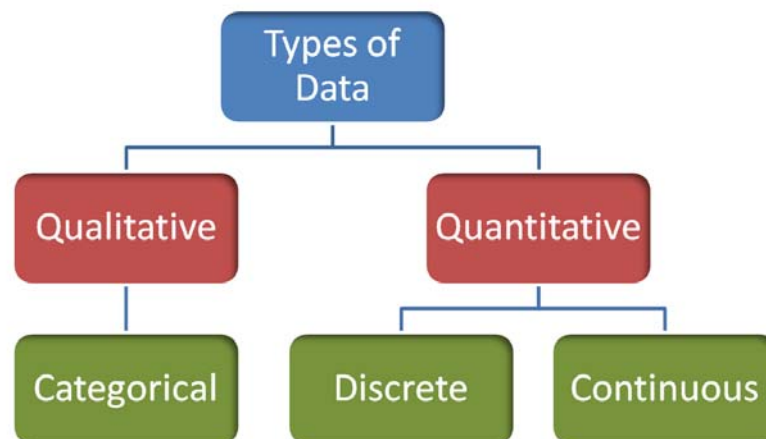 Types of
Data
Qualitative
Quantitative
Categorical
Discrete
Continuous